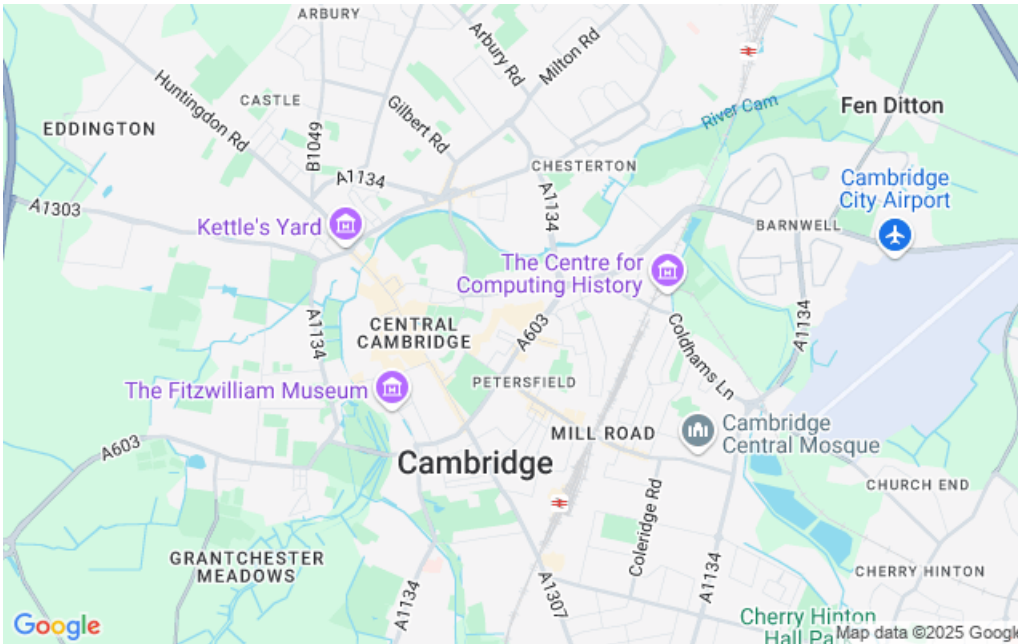 ARBURY
Arbury Rd
Milton Rd
Huntingdon Rd
CASTLE
Gilbert Rd
River Cam
Fen Ditton
EDDINGTON
B1049
CHESTERTON
A1134
A1134
Cambridge
City Airport
A1303
Kettle's Yard
BARNWELL
The Centre for
Computing History
A1134
CENTRAL
CAMBRIDGE
A603
Coldhams Ln
A1134
The Fitzwilliam Museum
PETERSFIELD
A603
MILL ROAD
Cambridge
Central Mosque
Cambridge
Coleridge Rd
CHURCH END
GRANTCHESTER
MEADOWS
A1134
A1307
A1134
CHERRY HINTON
Cherry Hinton
Hall Pa
Google
Map data ©2025 Google